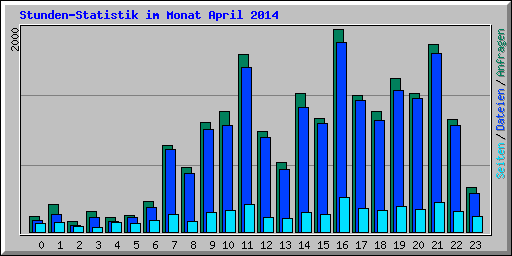 Stunden-Statistik im Monat April 2014
2000
Seiten/Dateien/Anfragen
0 1 2 3 4 5 6 7 8 9 10 11 12 13 14 15 16 17 18 19 20 21 22 23